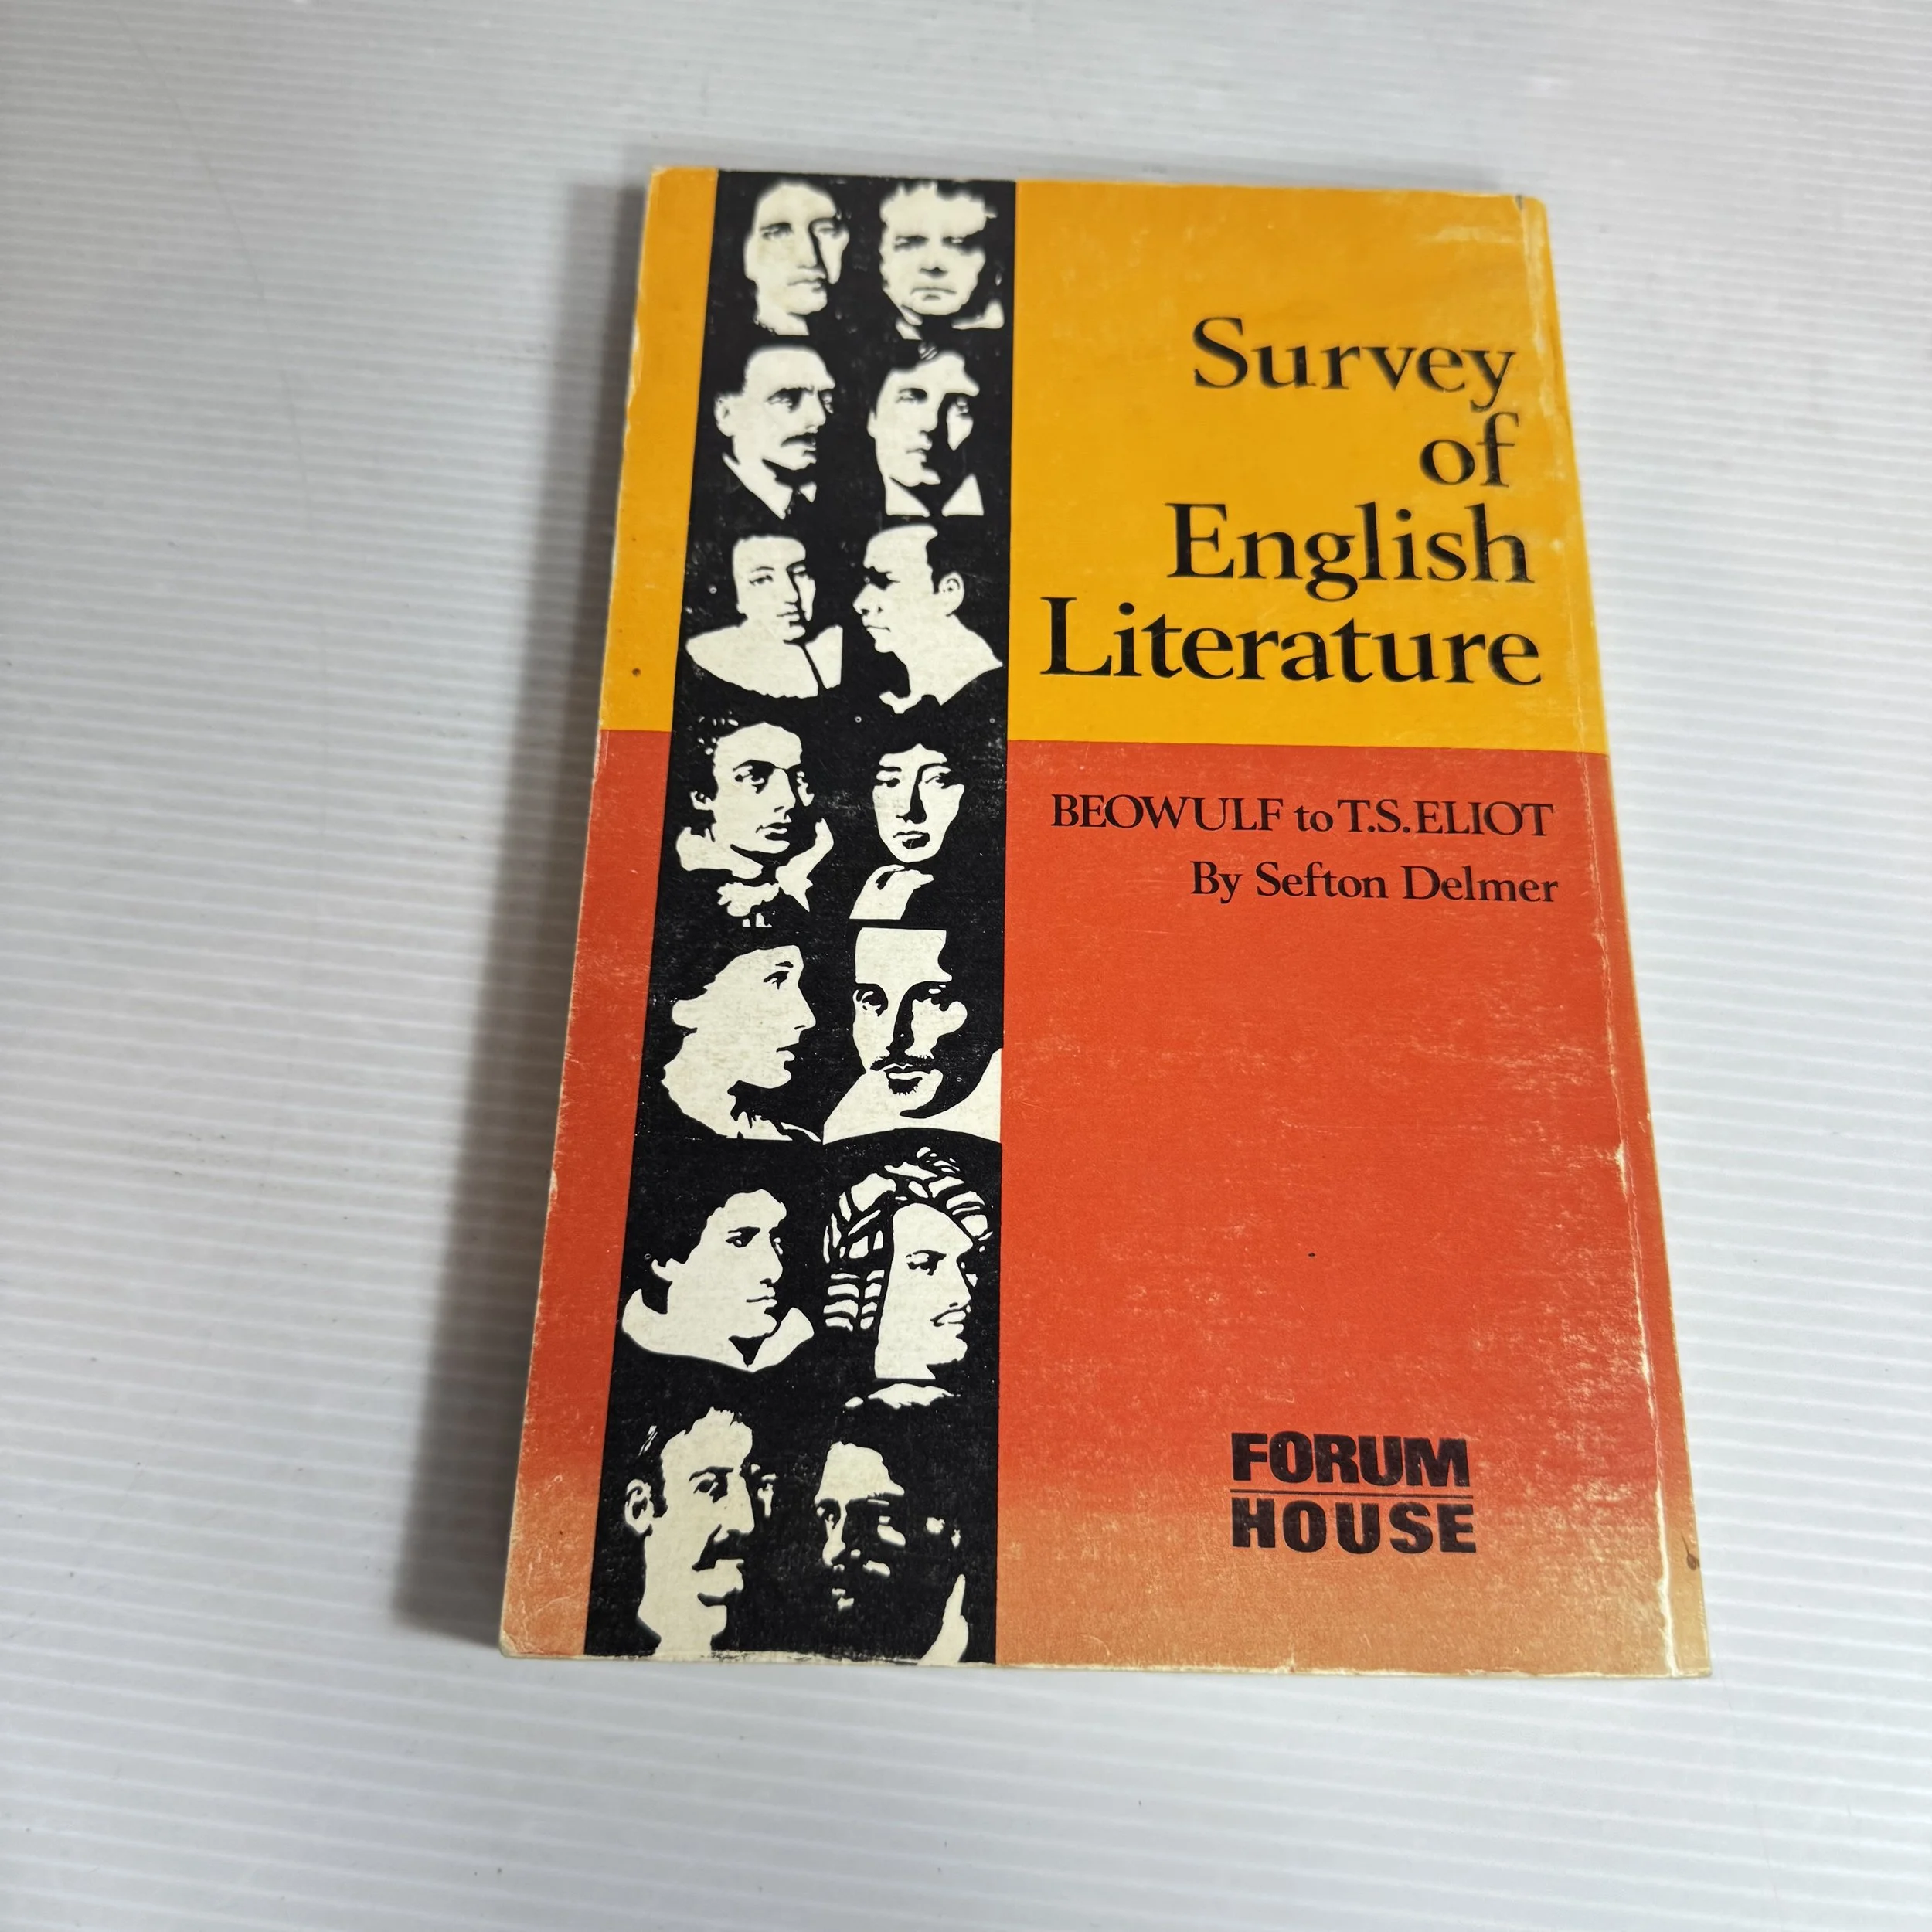 Survey
of
English
Literature
BEOWULF to T.S.ELIOT
By Sefton Delmer
FORUM
HOUSE